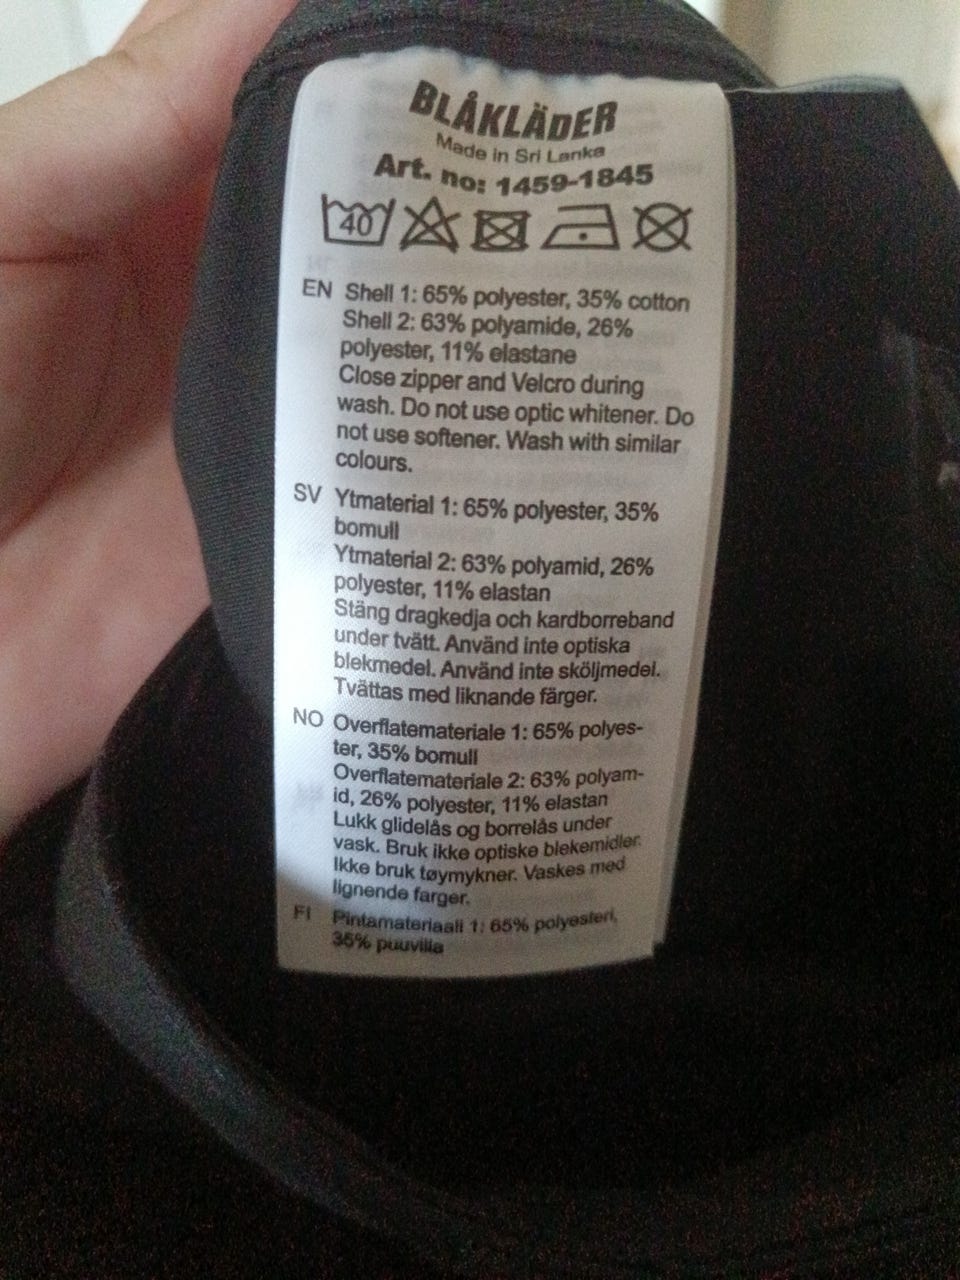 BLÅKLÄDER
Made in Sri Lanka
Art. no: 1459-1845
40
EN Shell 1: 65% polyester, 35% cotton
Shell 2: 63% polyamide, 26%
polyester, 11% elastane
Close zipper and Velcro during
wash. Do not use optic whitener. Do
not use softener. Wash with similar
colours.
SV Ytmaterial 1: 65% polyester, 35%
bomull
Ytmaterial 2: 63% polyamid, 26%
polyester, 11% elastan
Stäng dragkedja och kardborreband
under tvätt. Använd inte optiska
blekmedel. Använd inte sköljmedel.
Tvättas med liknande färger.
NO Overflatemateriale 1: 65% polyes-
ter, 35% bomull
Overflatemateriale 2: 63% polyam-
id, 26% polyester, 11% elastan
Lukk glidelås og borrelås under
vask. Bruk ikke optiske blekemidler.
Ikke bruk tøymykner. Vaskes med
lignende farger.
FI Pintamateriaali 1: 65% polyesteri,
35% puuvilla